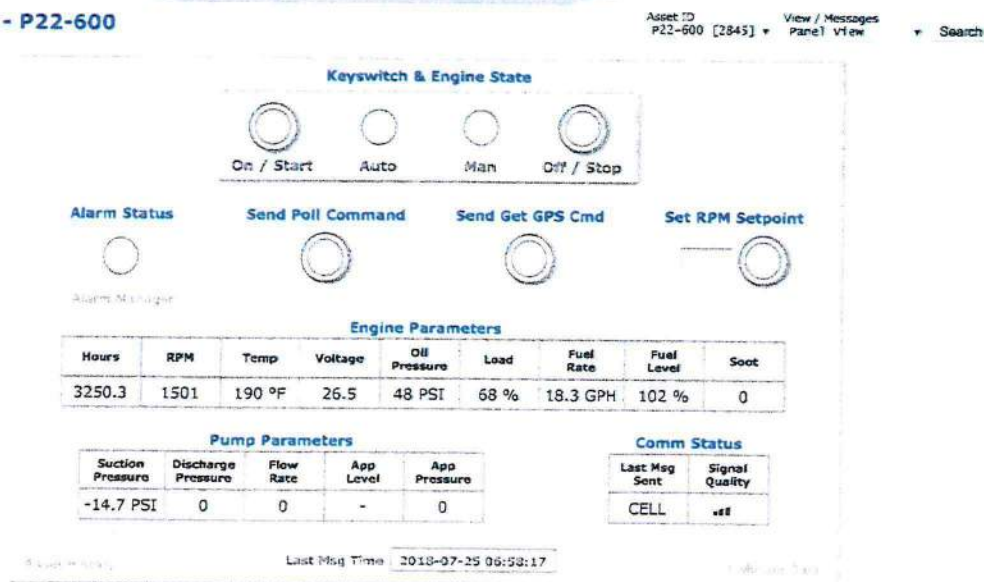 - P22-600
Asset ID View / Messages
P22-600 [2845] Panel View Search
Keyswitch & Engine State
On / Start Auto Man Off / Stop
Alarm Status Send Poll Command Send Get GPS Cmd Set RPM Setpoint
Alarm Manager
Engine Parameters
Hours RPM Temp Voltage Oil Pressure Load Fuel Rate Fuel Level Soot
3250.3 1501 190 ºF 26.5 48 PSI 68 % 18.3 GPH 102 % 0
Pump Parameters Comm Status
Suction Pressure Discharge Pressure Flow Rate App Level App Pressure Last Msg Sent Signal Quality
-14.7 PSI 0 0 - 0 CELL
Last Msg Time 2018-07-25 06:58:17